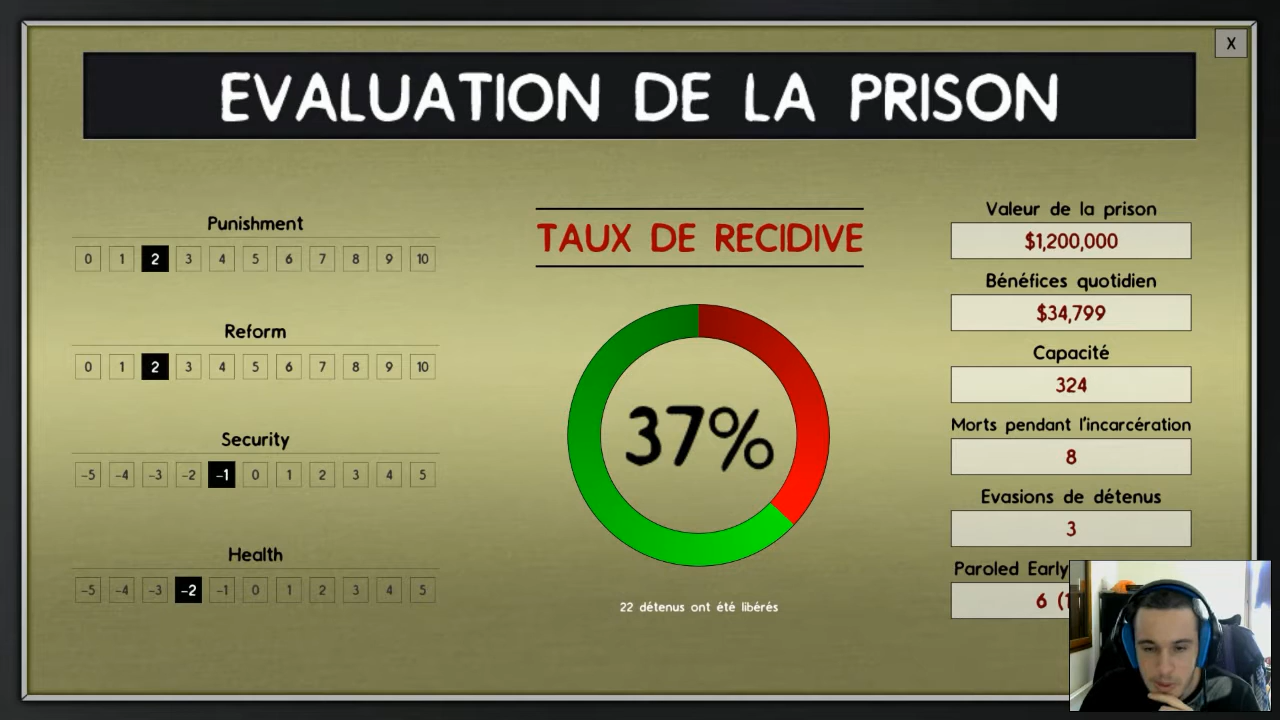 X
EVALUATION DE LA PRISON
Punishment
0 1 2 3 4 5 6 7 8 9 10
Reform
0 1 2 3 4 5 6 7 8 9 10
Security
-5 -4 -3 -2 -1 0 1 2 3 4 5
Health
-5 -4 -3 -2 -1 0 1 2 3 4 5
TAUX DE RECIDIVE
37%
22 détenus ont été libérés
Valeur de la prison
$1,200,000
Bénéfices quotidien
$34,799
Capacité
324
Morts pendant l'incarcération
8
Evasions de détenus
3
Paroled Early
6